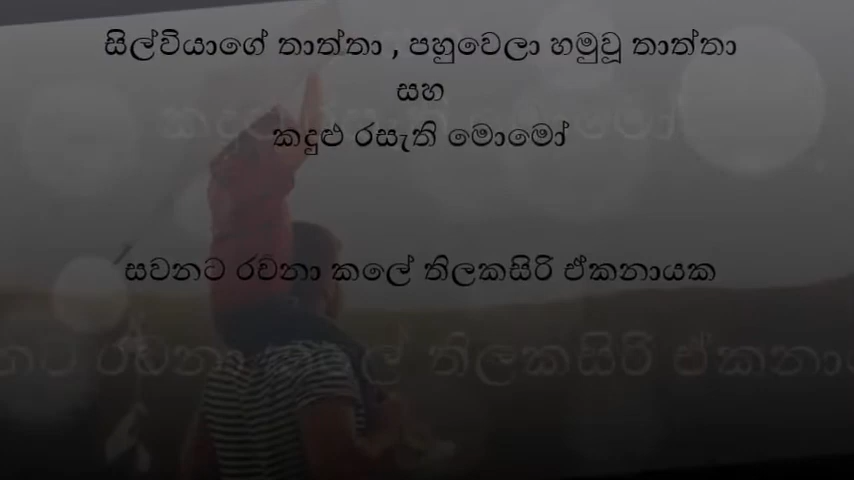 සිල්වියාගේ තාත්තා , පහුවෙලා හමුවූ තාත්තා
සහ
කඳුළු රසැති මොමෝ
සවනට රචනා කලේ තිලකසිරි ඒකනායක